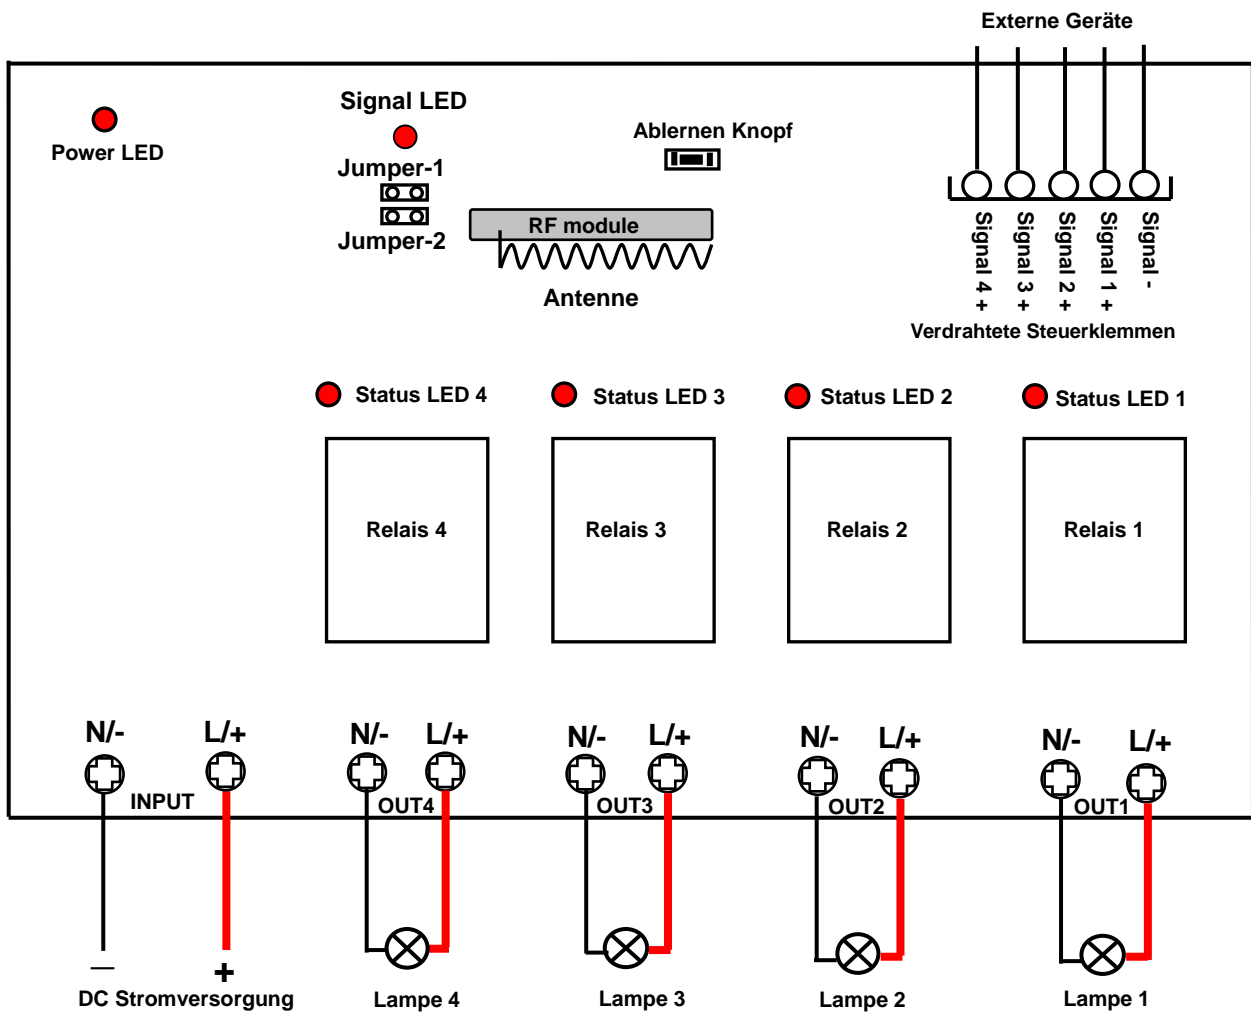 Externe Geräte
Signal LED
Power LED
Ablernen Knopf
Jumper-1
Jumper-2
RF module
Antenne
Signal 4 +
Signal 3 +
Signal 2 +
Signal 1 +
Signal -
Verdrahtete Steuerklemmen
Status LED 4
Status LED 3
Status LED 2
Status LED 1
Relais 4
Relais 3
Relais 2
Relais 1
N/-
L/+
N/-
L/+
N/-
L/+
N/-
L/+
N/-
L/+
INPUT
OUT4
OUT3
OUT2
OUT1
— +
DC Stromversorgung
Lampe 4
Lampe 3
Lampe 2
Lampe 1